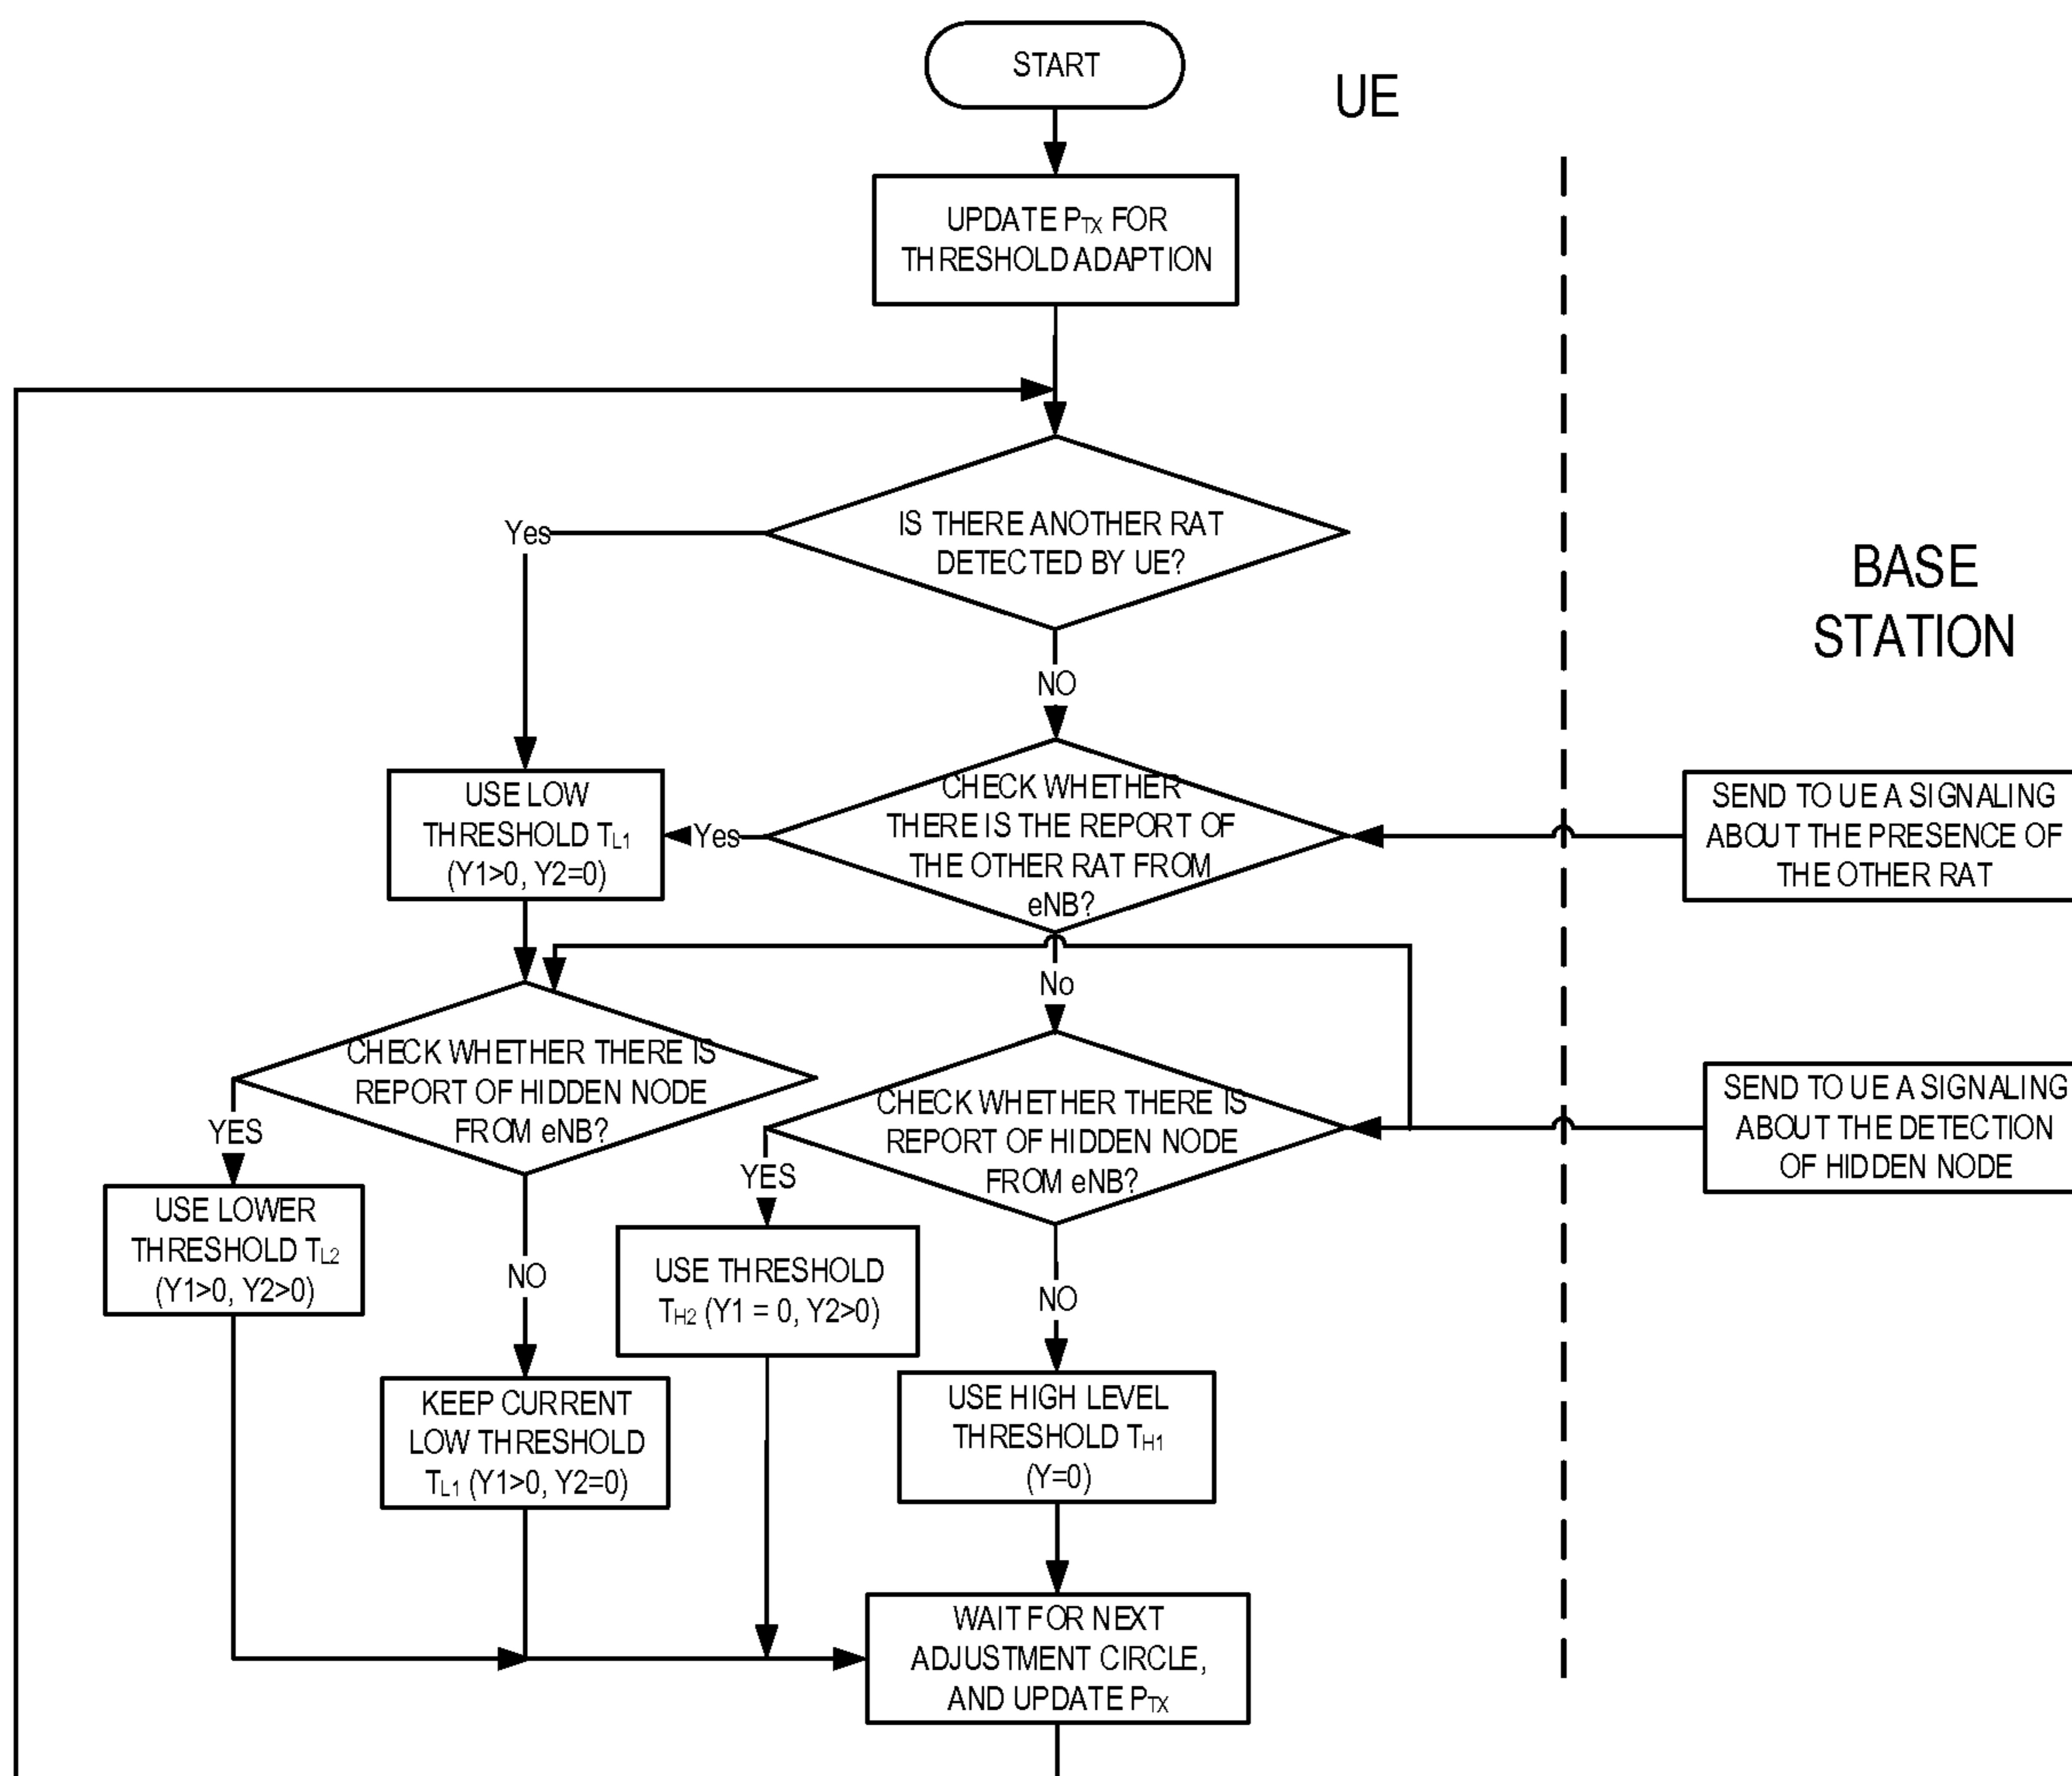 START
UE
UPDATE PTX FOR
THRESHOLD ADAPTION
IS THERE ANOTHER RAT
DETECTED BY UE?
Yes
NO
BASE
STATION
USE LOW
THRESHOLD TL1
(Y1>0, Y2=0)
Yes
CHECK WHETHER
THERE IS THE REPORT OF
THE OTHER RAT FROM
eNB?
SEND TO UE A SIGNALING
ABOUT THE PRESENCE OF
THE OTHER RAT
No
CHECK WHETHER THERE IS
REPORT OF HIDDEN NODE
FROM eNB?
CHECK WHETHER THERE IS
REPORT OF HIDDEN NODE
FROM eNB?
SEND TO UE A SIGNALING
ABOUT THE DETECTION
OF HIDDEN NODE
YES
YES
USE LOWER
THRESHOLD TL2
(Y1>0, Y2>0)
NO
USE THRESHOLD
TH2 (Y1 = 0, Y2>0)
NO
KEEP CURRENT
LOW THRESHOLD
TL1 (Y1>0, Y2=0)
USE HIGH LEVEL
THRESHOLD TH1
(Y=0)
WAIT FOR NEXT
ADJUSTMENT CIRCLE,
AND UPDATE PTX